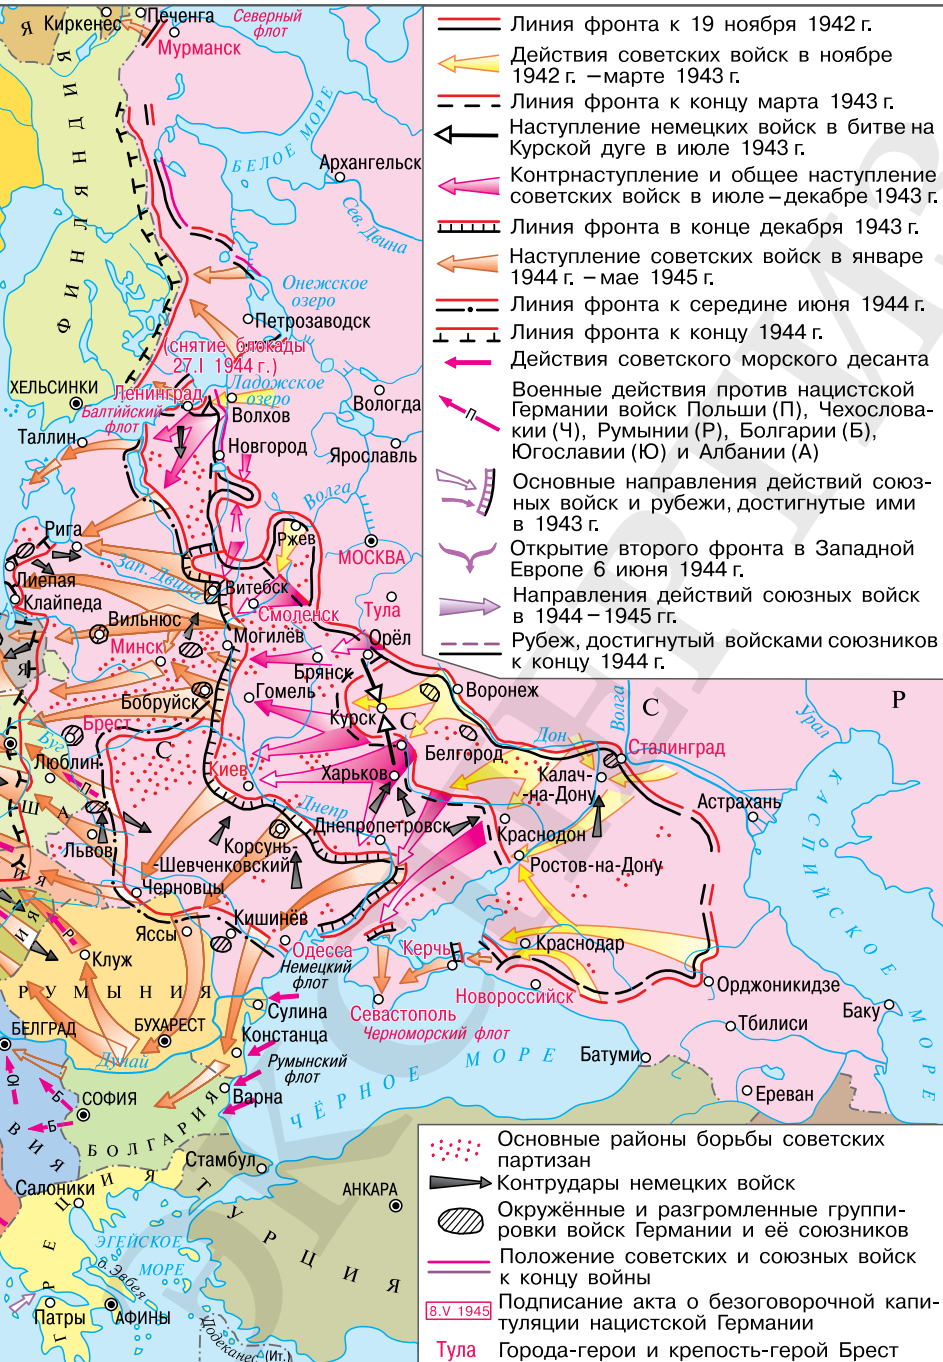 Линия фронта к 19 ноября 1942 г.
Действия советских войск в ноябре
1942 г. – марте 1943 г.
Линия фронта к концу марта 1943 г.
Наступление немецких войск в битве на
Курской дуге в июле 1943 г.
Контрнаступление и общее наступление
советских войск в июле – декабре 1943 г.
Линия фронта в конце декабря 1943 г.
Наступление советских войск в январе
1944 г. – мае 1945 г.
Линия фронта к середине июня 1944 г.
Линия фронта к концу 1944 г.
Действия советского морского десанта
П
Военные действия против нацистской
Германии войск Польши (П), Чехослова-
кии (Ч), Румынии (Р), Болгарии (Б),
Югославии (Ю) и Албании (А)
Основные направления действий союз-
ных войск и рубежи, достигнутые ими
в 1943 г.
Открытие второго фронта в Западной
Европе 6 июня 1944 г.
Направления действий союзных войск
в 1944 – 1945 гг.
Рубеж, достигнутый войсками союзников
к концу 1944 г.
Я
Киркенес
Печенга
Мурманск
Северный
флот
ФИНЛЯНДИЯ
БЕЛОЕ МОРЕ
Архангельск
Сев. Двина
Онежское
озеро
Петрозаводск
(снятие блокады
27.I 1944 г.)
ХЕЛЬСИНКИ
Ленинград
Ладожское
озеро
Балтийский
флот
Волхов
Вологда
Таллин
Новгород
Ярославль
Волга
Рига
Ржев
МОСКВА
Зап. Двина
Лиепая
Витебск
Клайпеда
Смоленск
Тула
Вильнюс
Могилёв
Орёл
Минск
Я
Брянск
Бобруйск
Гомель
Воронеж
Курск
С
С
Р
Волга
Урал
Брест
Буг
С
Белгород
Дон
Сталинград
Люблин
Киев
Харьков
Калач-
-на-Дону
П
ША
Днепр
Астрахань
Днепропетровск
Краснодон
Львов
Корсунь-
-Шевченковский
Ростов-на-Дону
КАСПИЙСКОЕ МОРЕ
ИЯ
Черновцы
Кишинёв
Яссы
Одесса
Керчь
Краснодар
Р
ИЯ
Клуж
Немецкий
флот
Орджоникидзе
РУМЫНИЯ
Новороссийск
Сулина
Севастополь
Черноморский флот
Баку
БЕЛГРАД
БУХАРЕСТ
Констанца
Тбилиси
Дунай
Румынский
флот
Батуми
Ю
Б
СОФИЯ
Варна
ЧЁРНОЕ МОРЕ
Ереван
Б
ВИЯ
БОЛГАРИЯ
Стамбул
Салоники
АНКАРА
ТУРЦИЯ
ГРЕЦИЯ
ЭГЕЙСКОЕ
МОРЕ
о. Эвбея
Патры
АФИНЫ
Додеканес (Ит.)
Основные районы борьбы советских
партизан
Контрудары немецких войск
Окружённые и разгромленные группи-
ровки войск Германии и её союзников
Положение советских и союзных войск
к концу войны
8.V 1945
Подписание акта о безоговорочной капи-
туляции нацистской Германии
Тула
Города-герои и крепость-герой Брест